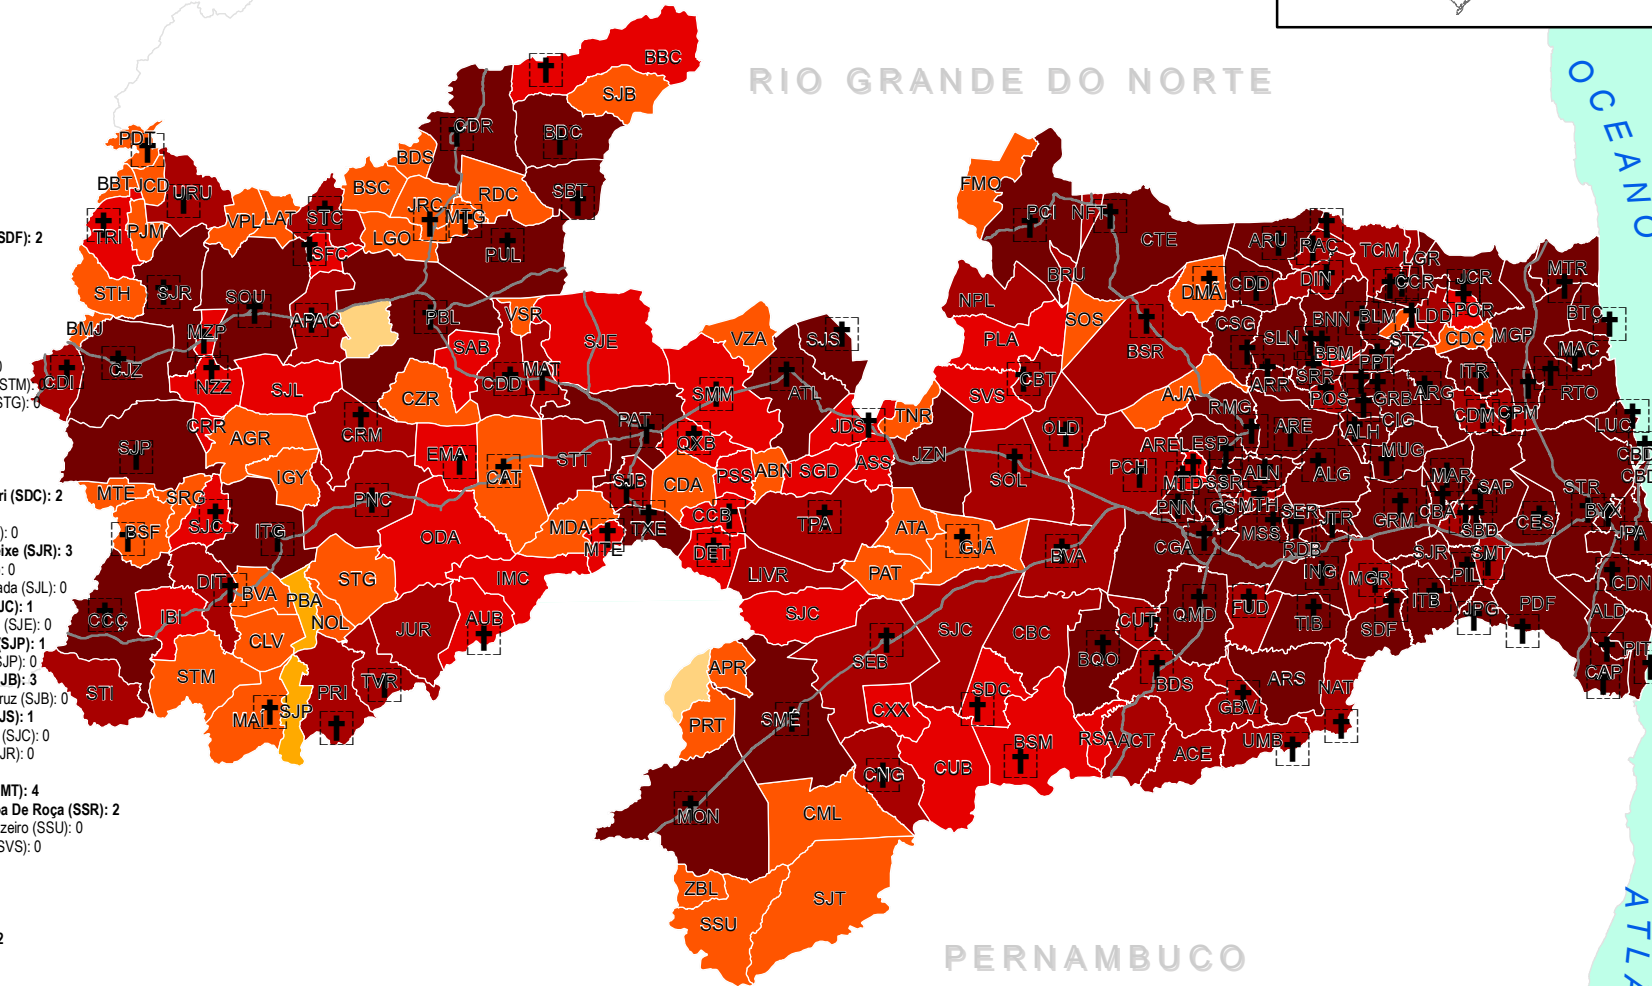 RIO GRANDE DO NORTE
OCEANO
ATL
PERNAMBUCO
SDF): 2
STM):
STG): 0
ri (SDC): 2
): 0
eixe (SJR): 3
: 0
ada (SJL): 0
JC): 1
(SJE): 0
(SJP): 1
SJP): 0
JB): 3
ruz (SJB): 0
JS): 1
(SJC): 0
JR): 0
MT): 4
oa De Roça (SSR): 2
zeiro (SSU): 0
SVS): 0
2
BBC
SJB
CDR
BDC
PDT
BDS
BBT
JCD
URU
BSC
RDC
SBT
VPL
LAT
STC
JRC
MTG
TRI
PJM
SFC
LGO
PUL
STH
SJR
SOU
BMJ
MZP
APAC
PBL
VSR
SAB
SJE
VZA
SJS
CDI
CJZ
NZZ
SJL
CZR
CDD
MAT
SMM
ATL
TNR
CRR
AGR
CRM
PAT
QXB
JDS
SJP
EMA
CAT
STT
SJB
CDA
PSS
ABN
SGD
ASS
JZN
MTE
SRG
IGY
PNC
SJC
BSF
ITG
ODA
MDA
MTE
TXE
CCB
DET
TPA
ATA
GJÃ
LIVR
PAT
DIT
BVA
PBA
STG
IMC
CCÇ
IBI
NOL
CLV
JUR
AUB
SJC
STI
STM
MAÍ
SJP
PRI
TVR
SEB
SJC
APR
PRT
SME
CXX
SDC
CNG
CUB
BSM
MON
CML
ZBL
SSU
SJT
FMO
PCI
NFT
CTE
ARU
RAC
TCM
LGR
BRU
NPL
DMA
CDD
DIN
CCR
JCR
MTR
POR
SOS
CSG
BNN
BLM
LDD
BTC
PLA
BSR
SLN
BBM
STZ
CDC
MGP
MAC
PPT
SVS
CBT
ARR
SRR
ITR
RTO
AJA
RMG
POS
GRB
ARG
CDM
CPM
OLD
ARE
ALH
CIG
LUC
AREL
ESP
MUG
CBD
SOL
PCH
MTD
SSR
ALN
ALG
MAR
SAP
STR
PNN
GS
MTH
SER
GRM
CBA
BYX
CGA
MSS
JTR
SBD
CES
JPA
BVA
RDB
SJR
SMT
ING
MGR
PIL
CDN
CUT
QMD
FUD
ITB
JPG
PDF
ALD
CBC
TIB
SDF
BQO
PIT
BDS
ARS
NAT
CAP
GBV
RSA
ACT
ACE
UMB